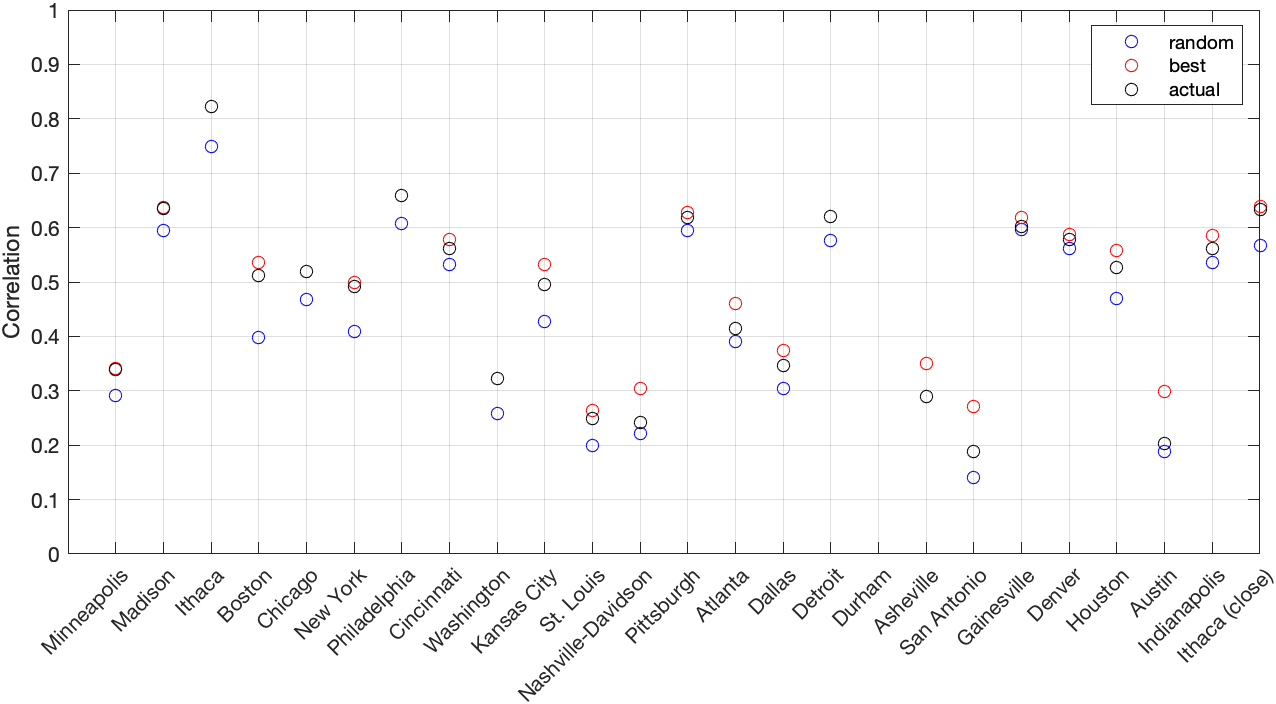 1
0.9
0.8
0.7
0.6
0.5
0.4
0.3
0.2
0.1
0
Correlation
random
best
actual
Minneapolis
Madison
Ithaca
Boston
Chicago
New York
Philadelphia
Cincinnati
Washington
Kansas City
St. Louis
Nashville-Davidson
Pittsburgh
Atlanta
Dallas
Detroit
Durham
Asheville
San Antonio
Gainesville
Denver
Houston
Austin
Indianapolis
Ithaca (close)